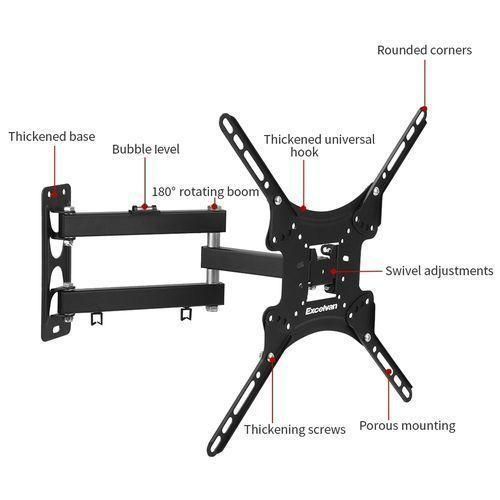 Rounded corners
Thickened base
Bubble level
Thickened universal
hook
180° rotating boom
Swivel adjustments
Excelvan
Thickening screws
Porous mounting